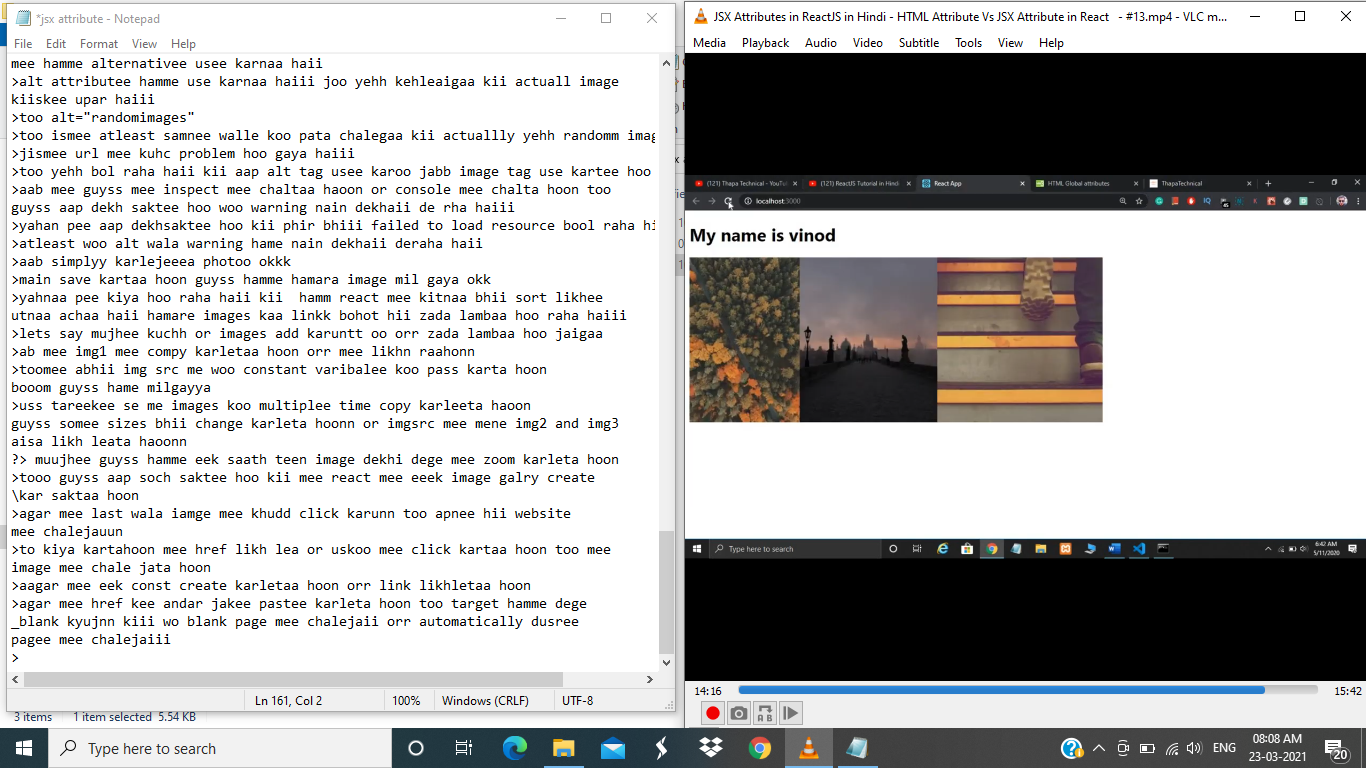 *jsx attribute - Notepad
File Edit Format View Help
mee hamme alternativee usee karnaa haii
>alt attributee hamme use karnaa haiii joo yehh kehleaigaa kii actuall image
kiiskee upar haiii
>too alt="randomimages"
>too ismee atleast samnee walle koo pata chalegaa kii actuallly yehh randomm imag
>jismee url mee kuhc problem hoo gaya haiii
>too yehh bol raha haii kii aap alt tag usee karoo jabb image tag use kartee hoo
>aab mee guyss mee inspect mee chaltaa haoon or console mee chalta hoon too
guyss aap dekh saktee hoo woo warning nain dekhaii de rha haiii
>yahan pee aap dekhsaktee hoo kii phir bhiii failed to load resource bool raha hi
>atleast woo alt wala warning hame nain dekhaii deraha haii
>aab simplyy karlejeeea photoo okkk
>main save kartaa hoon guyss hamme hamara image mil gaya okk
>yahnaa pee kiya hoo raha haii kii  hamm react mee kitnaa bhii sort likhee
utnaa achaa haii hamare images kaa linkk bohot hii zada lambaa hoo raha haiii
>lets say mujhee kuchh or images add karuntt oo orr zada lambaa hoo jaigaa
>ab mee img1 mee compy karletaa hoon orr mee likhn raahonn
>toomee abhii img src me woo constant varibalee koo pass karta hoon
booom guyss hame milgayya
>uss tareekee se me images koo multiplee time copy karleeta haoon
guyss somee sizes bhii change karleta hoonn or imgsrc mee mene img2 and img3
aisa likh leata haoonn
?> muujhee guyss hamme eek saath teen image dekhi dege mee zoom karleta hoon
>tooo guyss aap soch saktee hoo kii mee react mee eeek image galry create
\kar saktaa hoon
>agar mee last wala iamge mee khudd click karunn too apnee hii website
mee chalejauun
>to kiya kartahoon mee href likh lea or uskoo mee click kartaa hoon too mee
image mee chale jata hoon
>aagar mee eek const create karletaa hoon orr link likhletaa hoon
>agar mee href kee andar jakee pastee karleta hoon too target hamme dege
_blank kyujnn kiii wo blank page mee chalejaii orr automatically dusree
pagee mee chalejaiii
>
Ln 161, Col 2 100% Windows (CRLF) UTF-8
3 items 1 item selected 5.54 KB
JSX Attributes in ReactJS in Hindi - HTML Attribute Vs JSX Attribute in React - #13.mp4 - VLC m...
Media Playback Audio Video Subtitle Tools View Help
(121) Thapa Technical - YouTu (121) ReactJS Tutorial in Hindi React App HTML Global attributes ThapaTechnical
localhost:3000
My name is vinod
Type here to search 6:42 AM
5/11/2020
14:16 15:42
Type here to search ENG 08:08 AM
23-03-2021 20